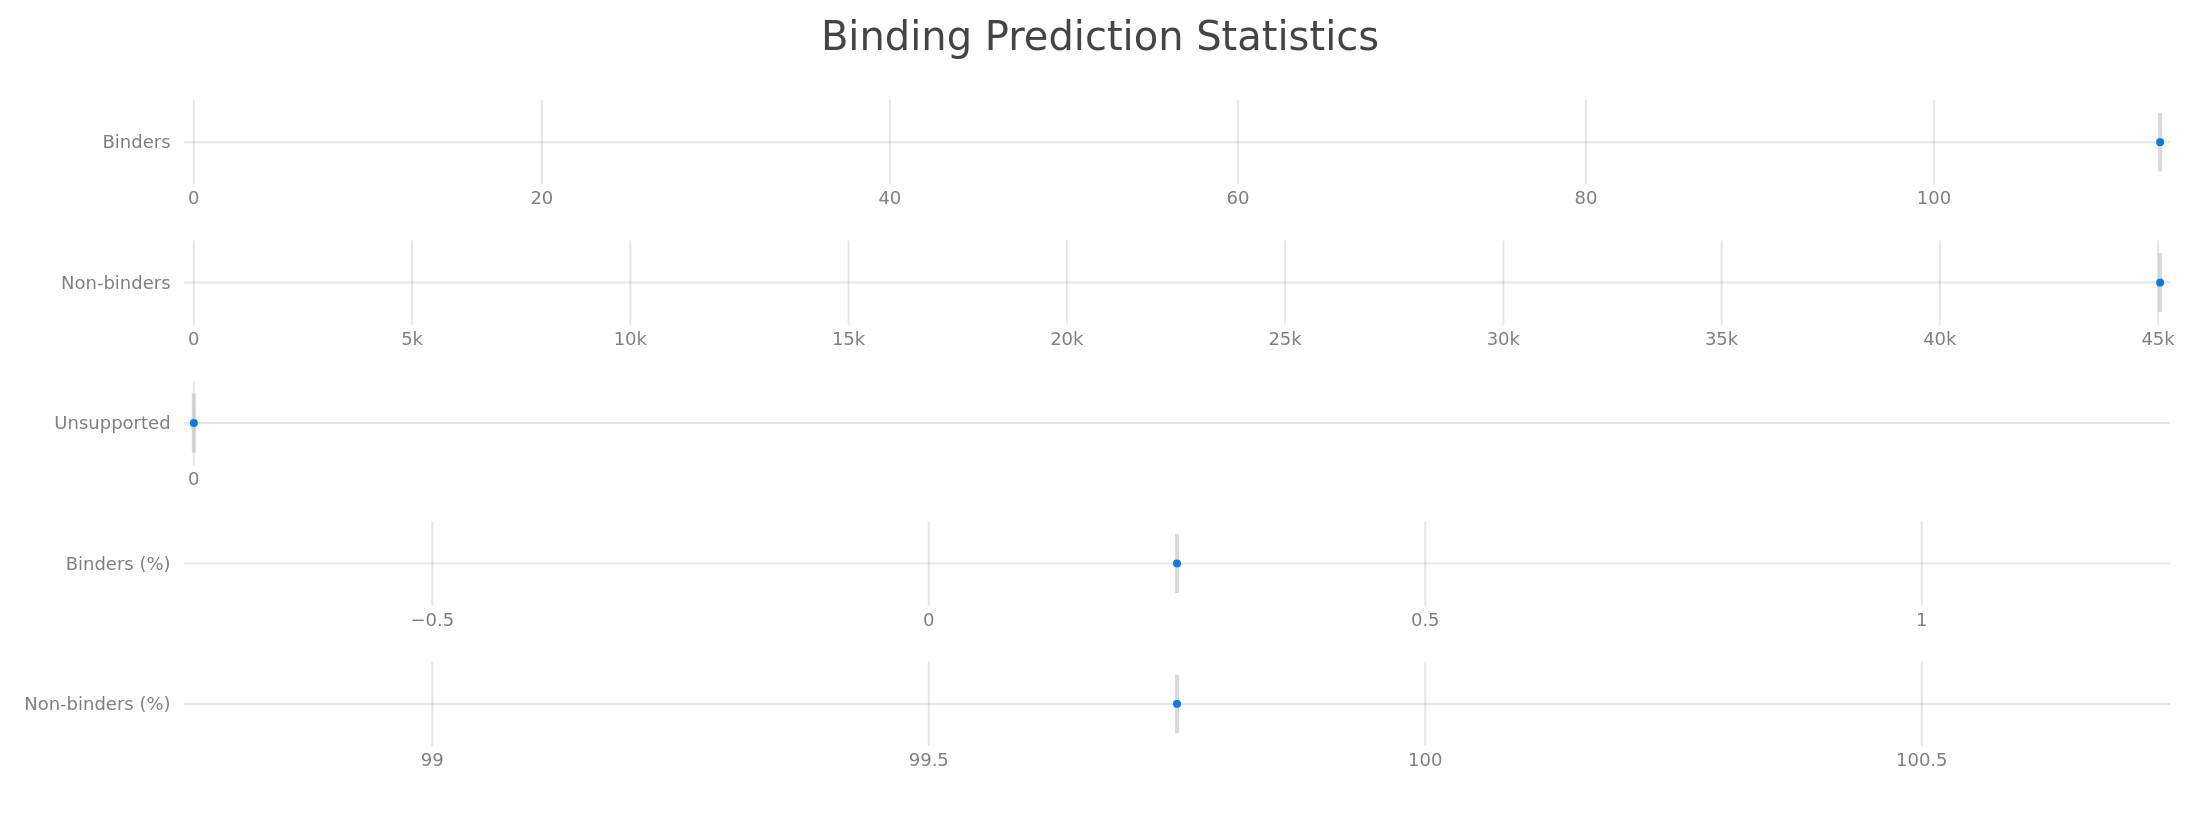 Binding Prediction Statistics
Binders
0 20 40 60 80 100
Non-binders
0 5k 10k 15k 20k 25k 30k 35k 40k 45k
Unsupported
0
Binders (%)
−0.5 0 0.5 1
Non-binders (%)
99 99.5 100 100.5